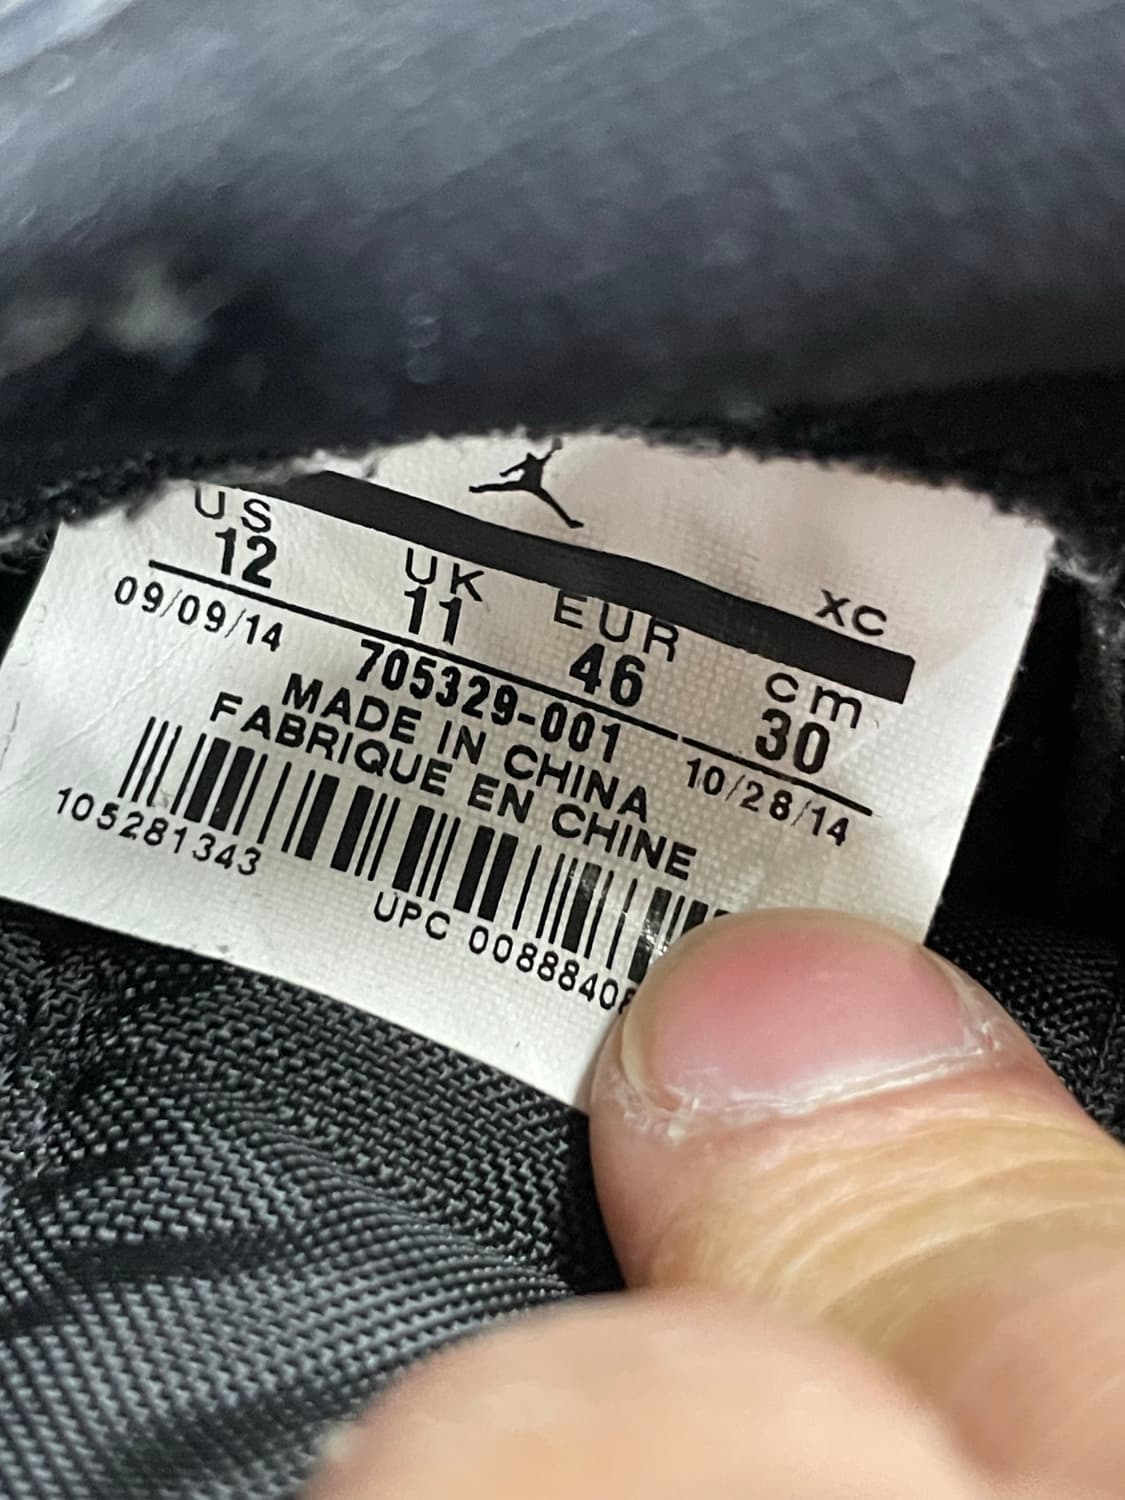 XC
US UK EUR cm
12 11 46 30
09/09/14 705329-001 10/28/14
MADE IN CHINA
FABRIQUE EN CHINE
105281343
UPC 00888408